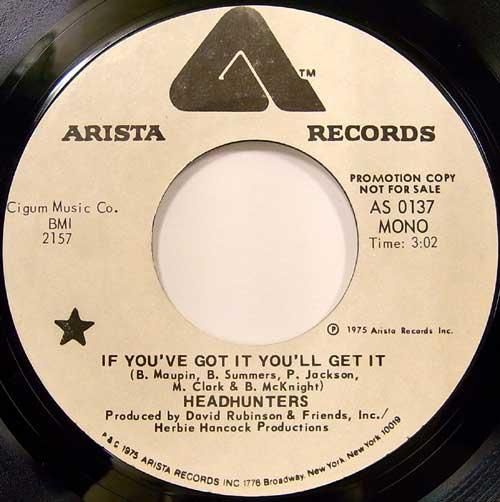 TM
ARISTA RECORDS
PROMOTION COPY
NOT FOR SALE
AS 0137
MONO
Time: 3:02
Cigum Music Co.
BMI
2157
℗ 1975 Arista Records Inc.
IF YOU'VE GOT IT YOU'LL GET IT
(B. Maupin, B. Summers, P. Jackson,
M. Clark & B. McKnight)
HEADHUNTERS
Produced by David Rubinson & Friends, Inc./
Herbie Hancock Productions
P & C 1975 ARISTA RECORDS INC 1776 Broadway, New York, New York 10019